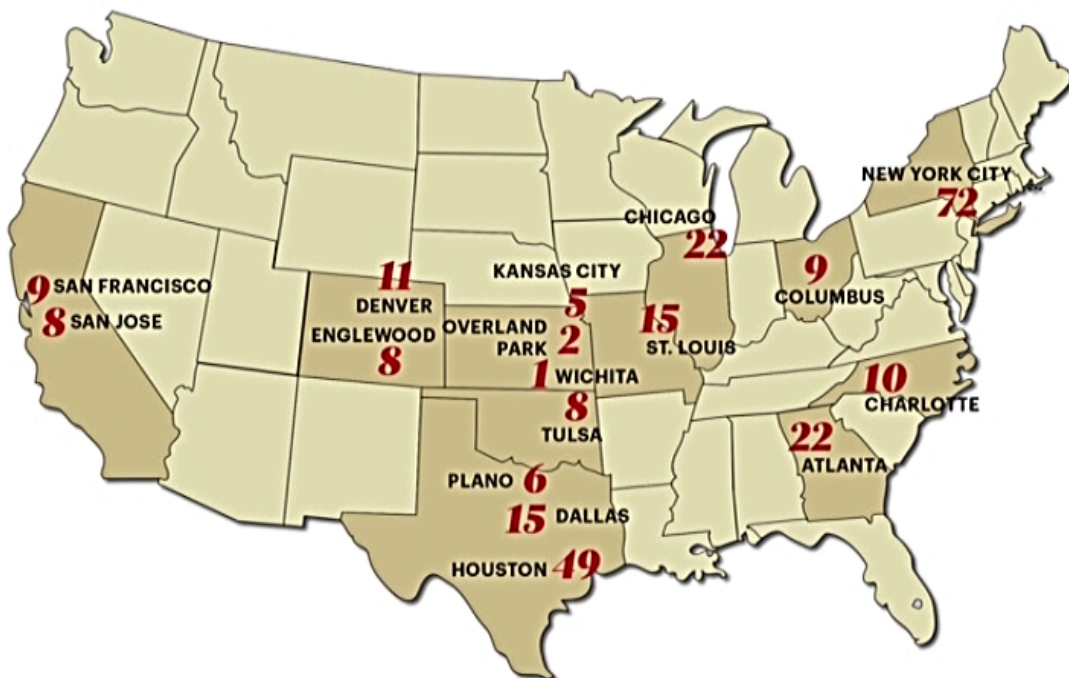 NEW YORK CITY
72
CHICAGO
22
KANSAS CITY
5
9
COLUMBUS
11
DENVER
9 SAN FRANCISCO
8 SAN JOSE
ENGLEWOOD
8
OVERLAND
PARK 2
15
ST. LOUIS
1 WICHITA
10
CHARLOTTE
8
TULSA
22
ATLANTA
PLANO 6
15 DALLAS
HOUSTON 49